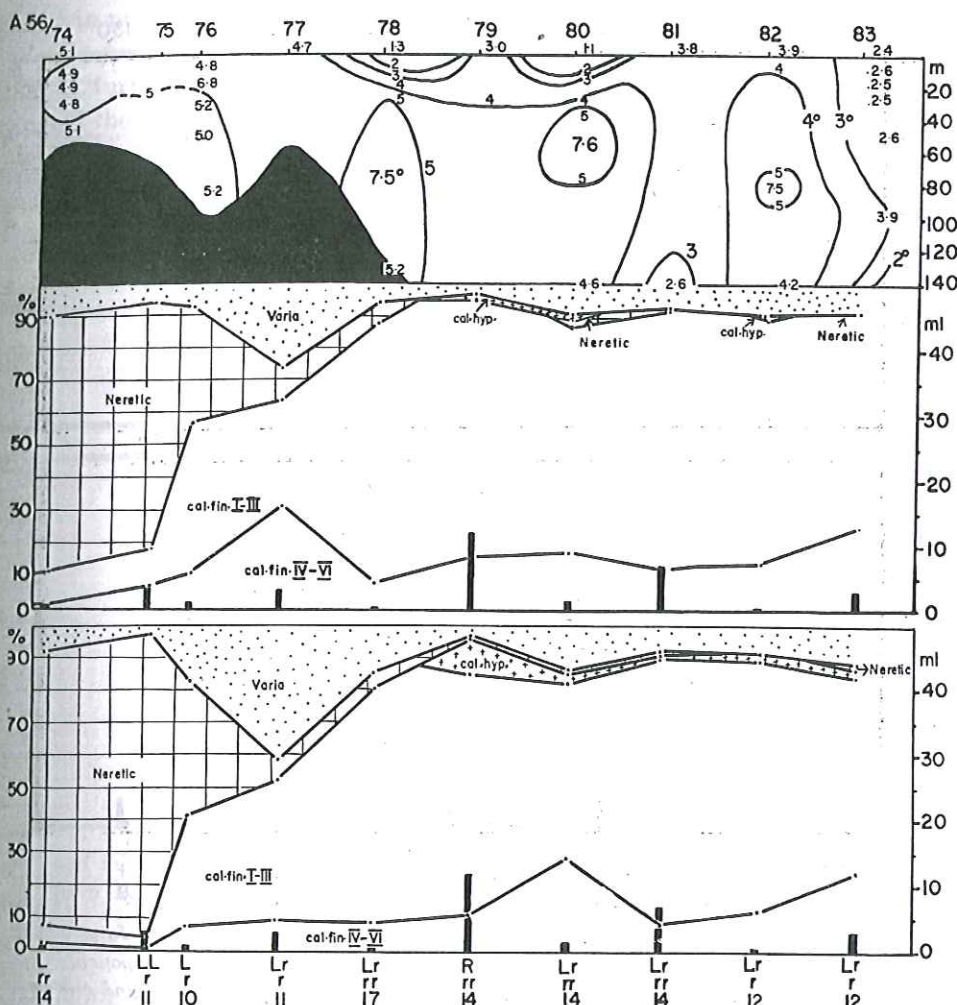 A 56/74 75 76 77 78 79 80 81 82 83
5·1 4·7 1·3 3·0 1·1 3·8 3·9 2·4
4·9 4·8 2 2 4 2·6 m
4·9 6·8 3 3 2·5 20
4·8 5 5·2 4 4 4 2·5
5·1 5·0 5 5 4° 3° 2·6 40
7·5° 5 7·6 60
5·2 5 5 80
7·5
5 3·9 100
3 2° 120
5·2 4·6 2·6 4·2 140
%
90 Varia cal·hyp. Neretic cal·hyp. Neretic ml
40
70 Neretic
30
50
20
30 cal·fin·I-III
10 cal·fin·IV-VI 10
0 0
%
90 Varia cal·hyp. Neretic ml
40
70
Neretic 30
50
20
30 cal·fin·I-III
10 10
0 cal·fin·IV-VI 0
L LL L Lr Lr R Lr Lr Lr Lr
rr r r r rr rr rr rr r r
14 11 10 11 17 14 14 14 12 12